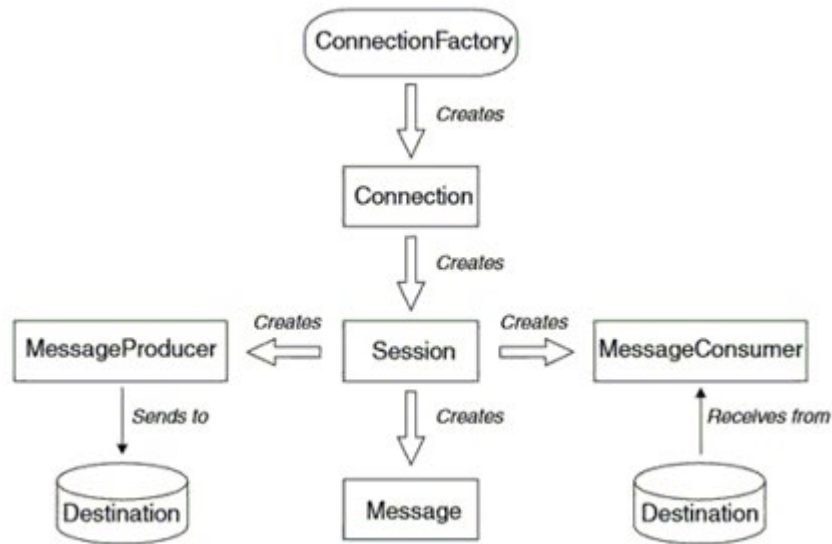 ConnectionFactory
Creates
Connection
Creates
Creates
Creates
MessageProducer
Session
MessageConsumer
Sends to
Creates
Receives from
Destination
Message
Destination